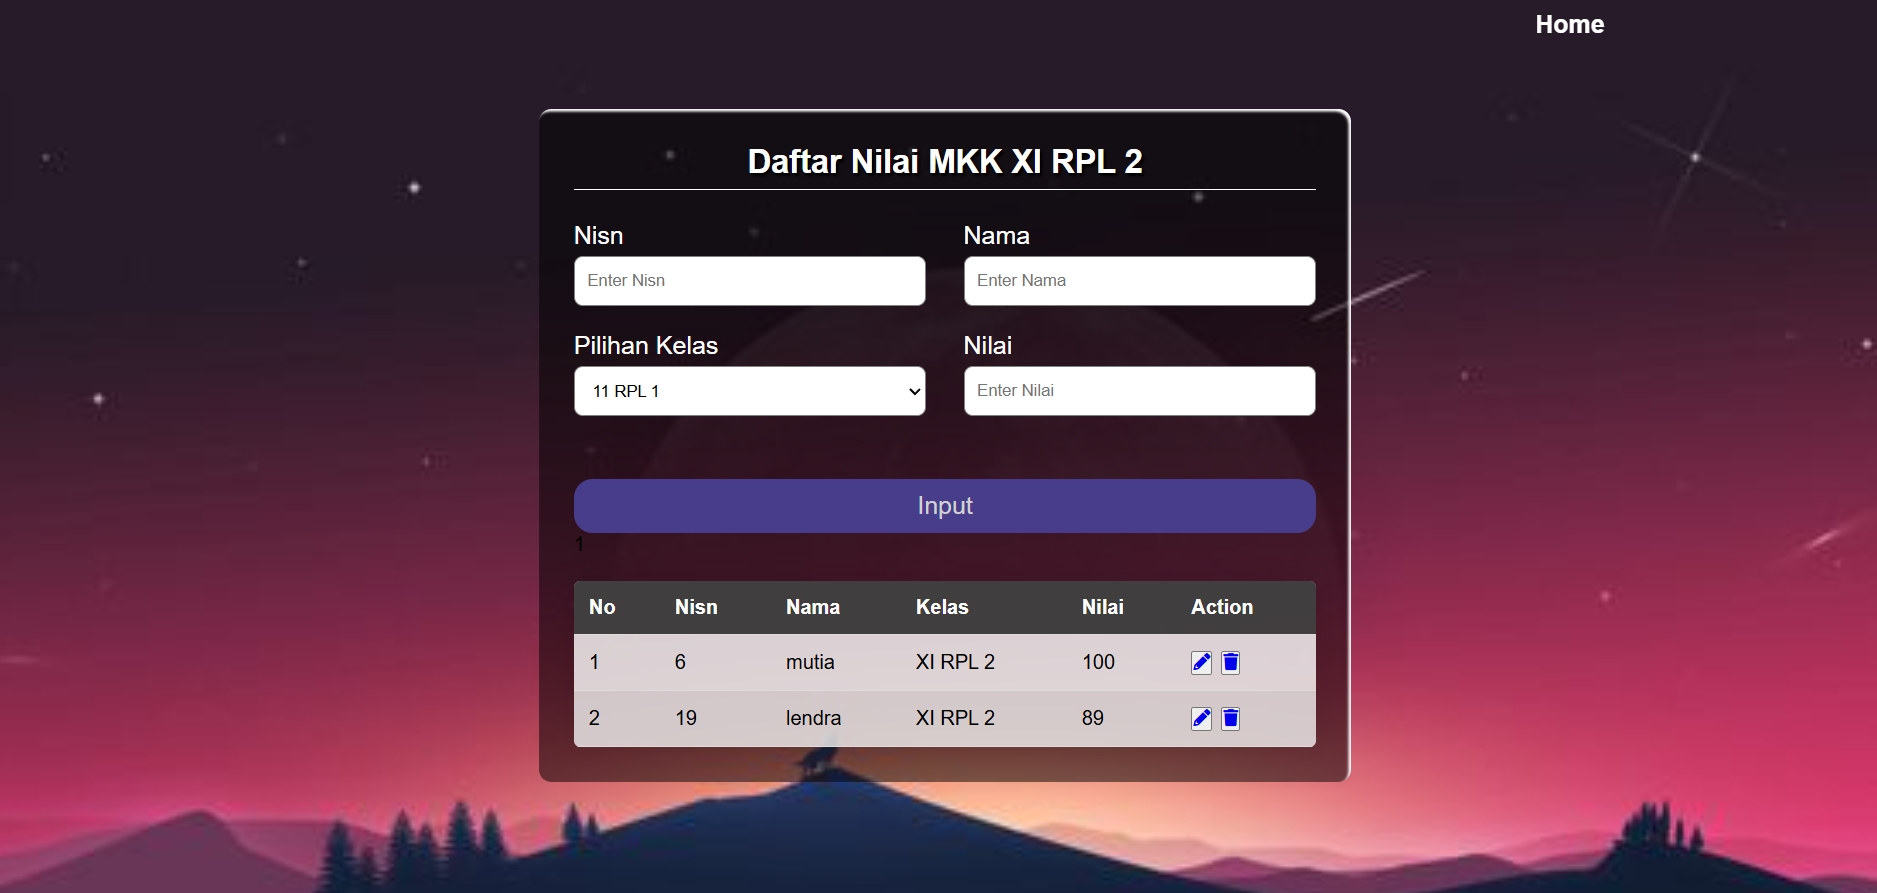 Home
Daftar Nilai MKK XI RPL 2
Nisn Nama
Enter Nisn Enter Nama
Pilihan Kelas Nilai
11 RPL 1 Enter Nilai
Input
1
No Nisn Nama Kelas Nilai Action
1 6 mutia XI RPL 2 100
2 19 lendra XI RPL 2 89